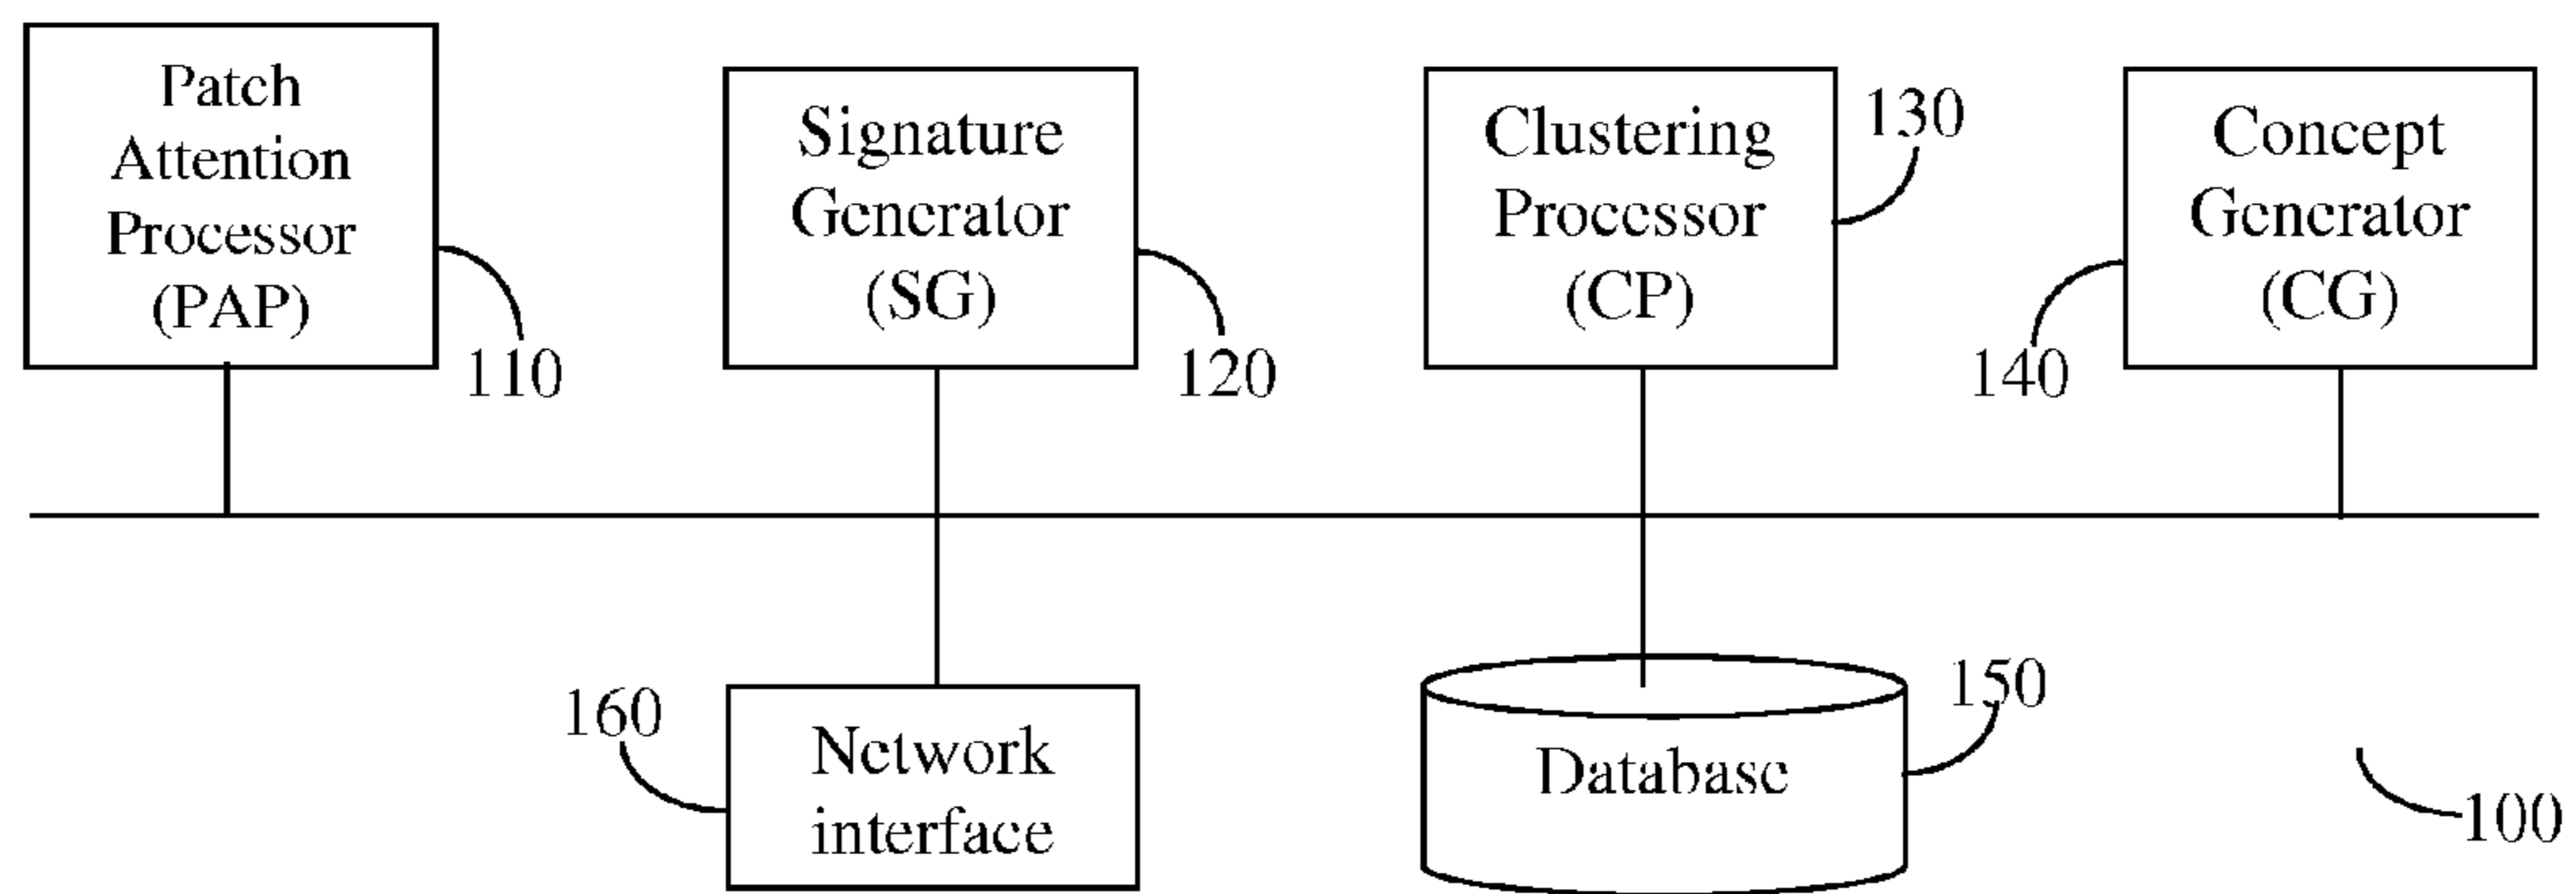 Patch
Attention
Processor
(PAP)
110
Signature
Generator
(SG)
120
Clustering
Processor
(CP)
130
Concept
Generator
(CG)
140
160
Network
interface
Database
150
100